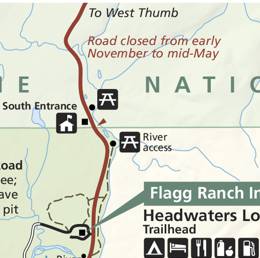 To West Thumb
Road closed from early
November to mid-May
NATIO
South Entrance
River
access
oad
ee;
ave
pit
Flagg Ranch In
Headwaters Lo
Trailhead